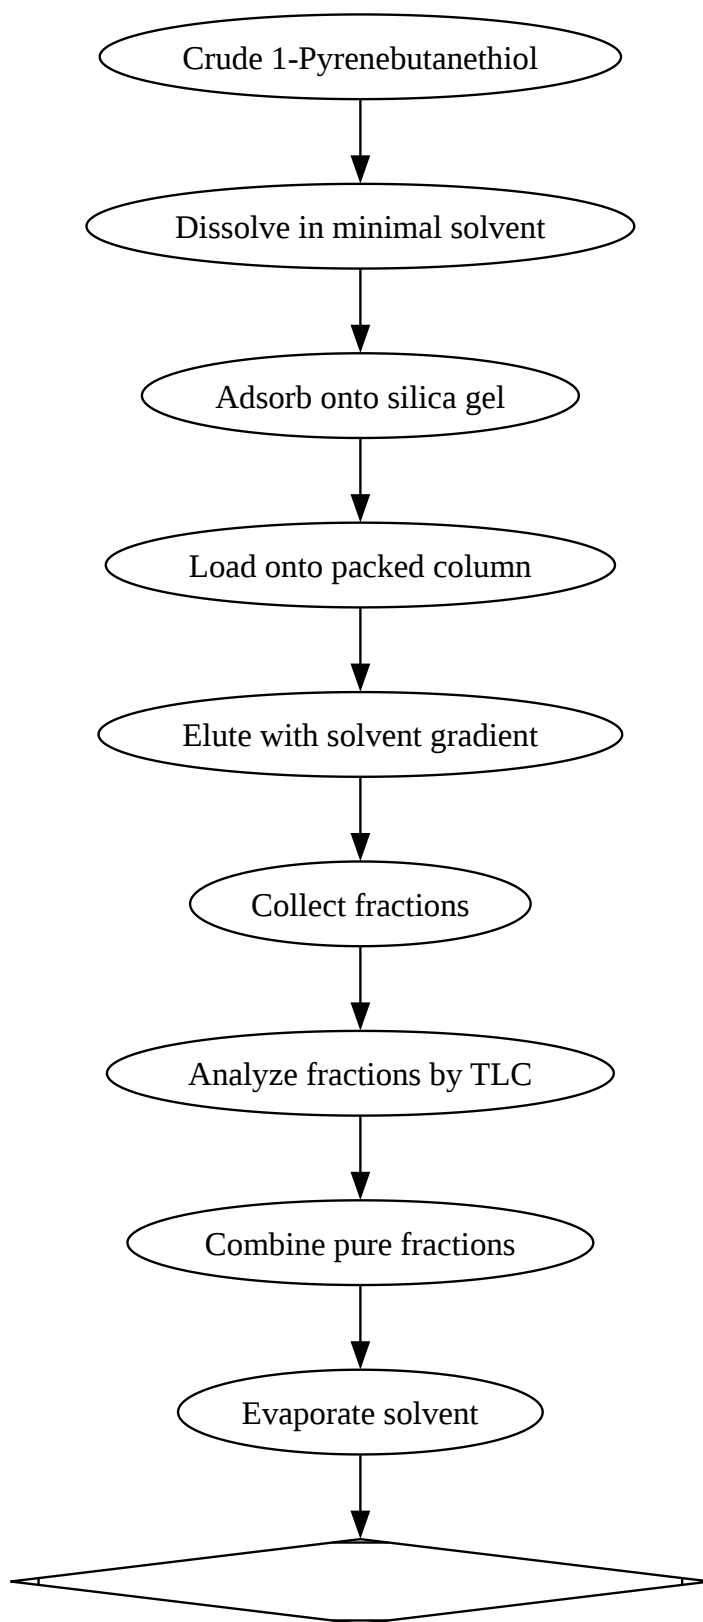 Crude 1-Pyrenebutanethiol
Dissolve in minimal solvent
Adsorb onto silica gel
Load onto packed column
Elute with solvent gradient
Collect fractions
Analyze fractions by TLC
Combine pure fractions
Evaporate solvent